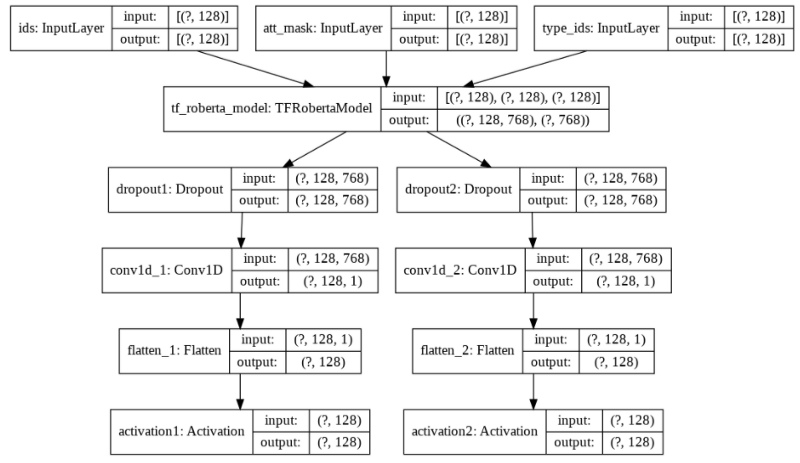 ids: InputLayer input: [(?, 128)]
output: [(?, 128)]
att_mask: InputLayer input: [(?, 128)]
output: [(?, 128)]
type_ids: InputLayer input: [(?, 128)]
output: [(?, 128)]
tf_roberta_model: TFRobertaModel input: [(?, 128), (?, 128), (?, 128)]
output: ((?, 128, 768), (?, 768))
dropout1: Dropout input: (?, 128, 768)
output: (?, 128, 768)
dropout2: Dropout input: (?, 128, 768)
output: (?, 128, 768)
conv1d_1: Conv1D input: (?, 128, 768)
output: (?, 128, 1)
conv1d_2: Conv1D input: (?, 128, 768)
output: (?, 128, 1)
flatten_1: Flatten input: (?, 128, 1)
output: (?, 128)
flatten_2: Flatten input: (?, 128, 1)
output: (?, 128)
activation1: Activation input: (?, 128)
output: (?, 128)
activation2: Activation input: (?, 128)
output: (?, 128)